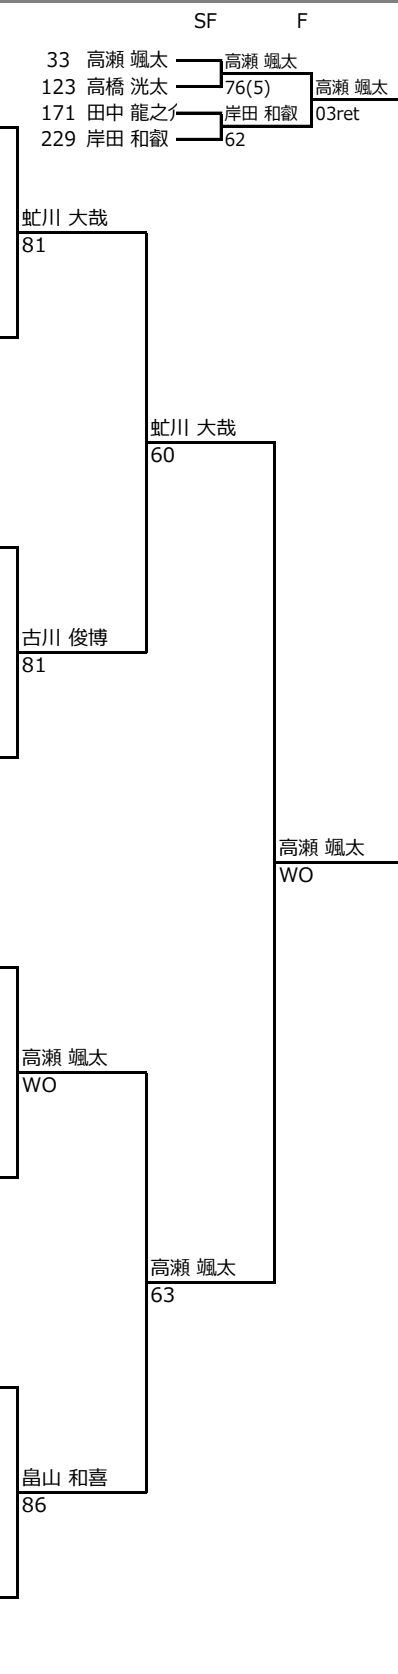 SF F
33 高瀬 颯太
高瀬 颯太
123 高橋 洸太
76(5)
高瀬 颯太
171 田中 龍之介
岸田 和叡
03ret
229 岸田 和叡
62
虻川 大哉
81
虻川 大哉
60
古川 俊博
81
高瀬 颯太
WO
高瀬 颯太
WO
高瀬 颯太
63
畠山 和喜
86